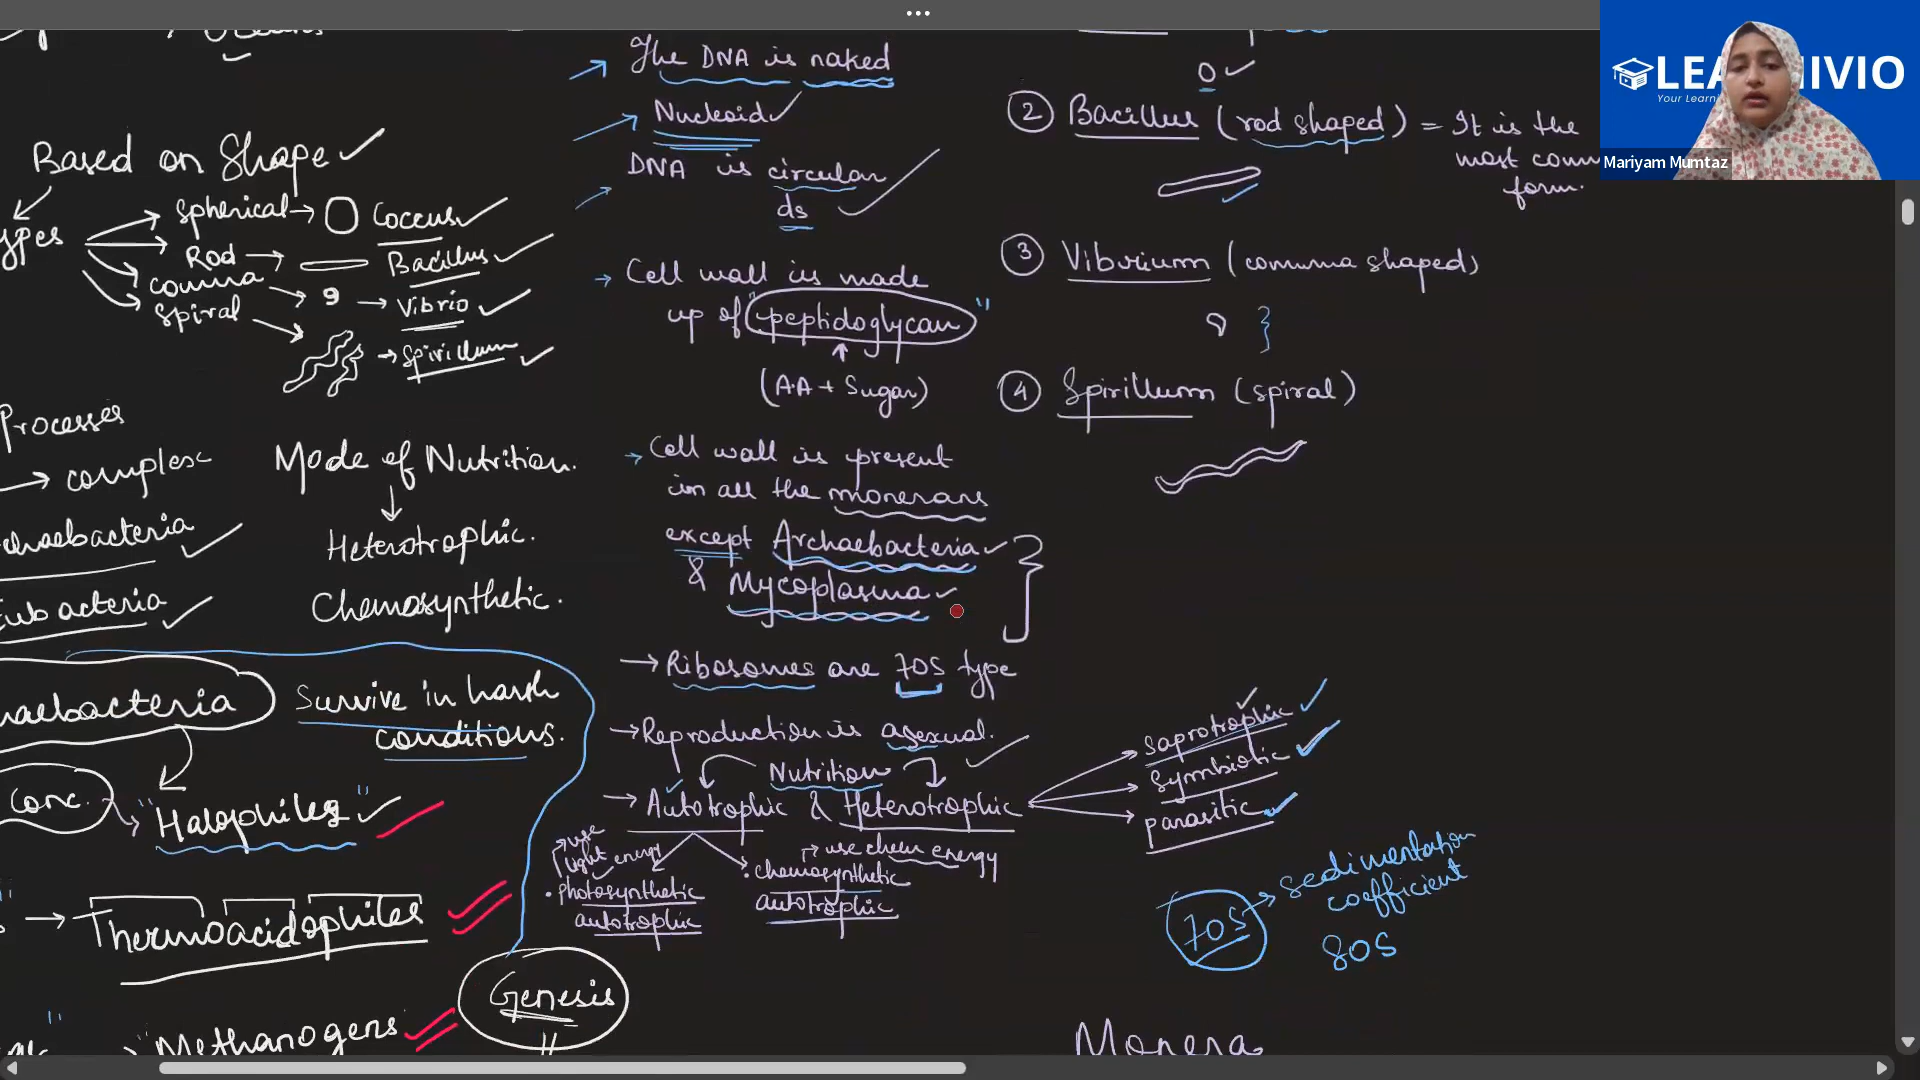 Based on Shape
Spherical → Coccus
Rod → Bacillus
comma → Vibrio
Spiral → Spirillum
Processes
→ complex
Mode of Nutrition.
Heterotrophic.
Chemosynthetic.
Survive in harsh
conditions.
Conc.
"Halophiles"
→ Thermoacidophiles
Methanogens
Genesis
The DNA is naked
Nucleoid
DNA is circular
ds
→ Cell wall is made
up of "peptidoglycan"
(A.A + Sugar)
→ Cell wall is present
in all the monerans
except Archaebacteria
& Mycoplasma
→ Ribosomes are 70S type
→ Reproduction is asexual.
Nutrition
→ Autotrophic & Heterotrophic
use
light energy
• photosynthetic
autotrophic
use chem energy
• chemosynthetic
autotrophic
saprotrophic
Symbiotic
parasitic
70S → sedimentation
coefficient
80S
Monera
② Bacillus (rod shaped) = It is the
most
form.
③ Vibrium (comma shaped)
④ Spirillum (spiral)
Mariyam Mumtaz